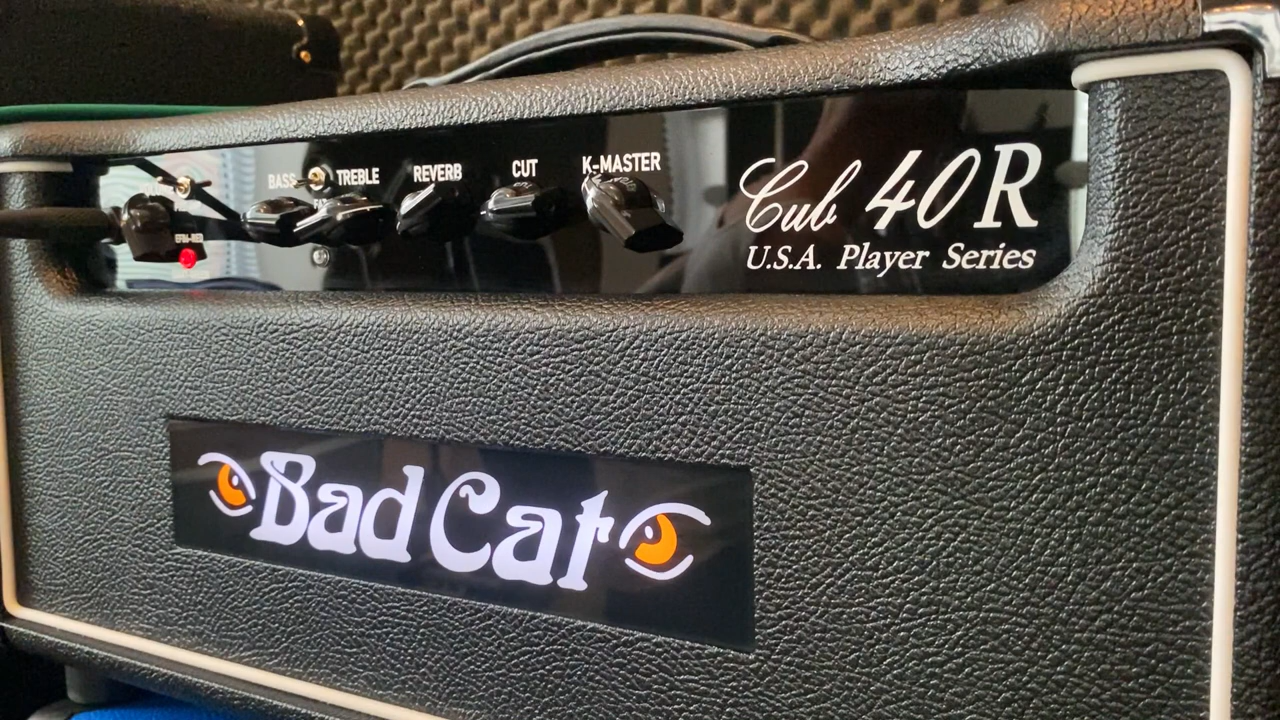 BASS
TREBLE
REVERB
CUT
K-MASTER
Cub 40R
U.S.A. Player Series
Bad Cat